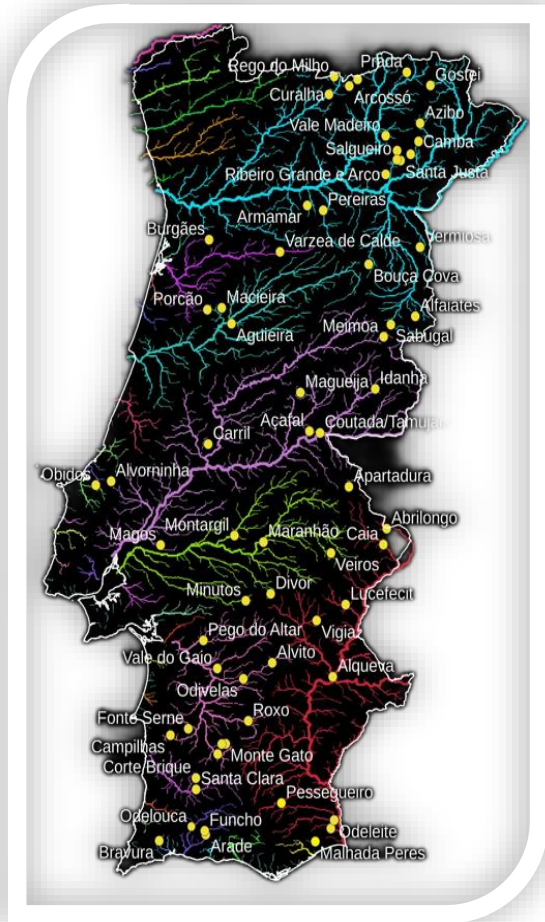 Rego do Milho
Prada
Gostei
Curalha
Arcossó
Azibo
Vale Madeiro
Camba
Salgueiro
Ribeiro Grande e Arco
Santa Justa
Pereiras
Armamar
Burgães
Vermiosa
Varzea de Calde
Bouça Cova
Porcão
Macieira
Alfaiates
Aguieira
Meimoa
Sabugal
Magueija
Idanha
Açafal
Coutada/Tamujais
Carril
Óbidos
Alvorninha
Apartadura
Abrilongo
Magos
Montargil
Maranhão
Caia
Veiros
Minutos
Divor
Lucefecit
Pego do Altar
Vigia
Vale do Gaio
Alvito
Alqueva
Odivelas
Roxo
Fonte Serne
Campilhas
Monte Gato
Corte Brique
Santa Clara
Pessegueiro
Odelouca
Funcho
Odeleite
Bravura
Arade
Malhada Peres